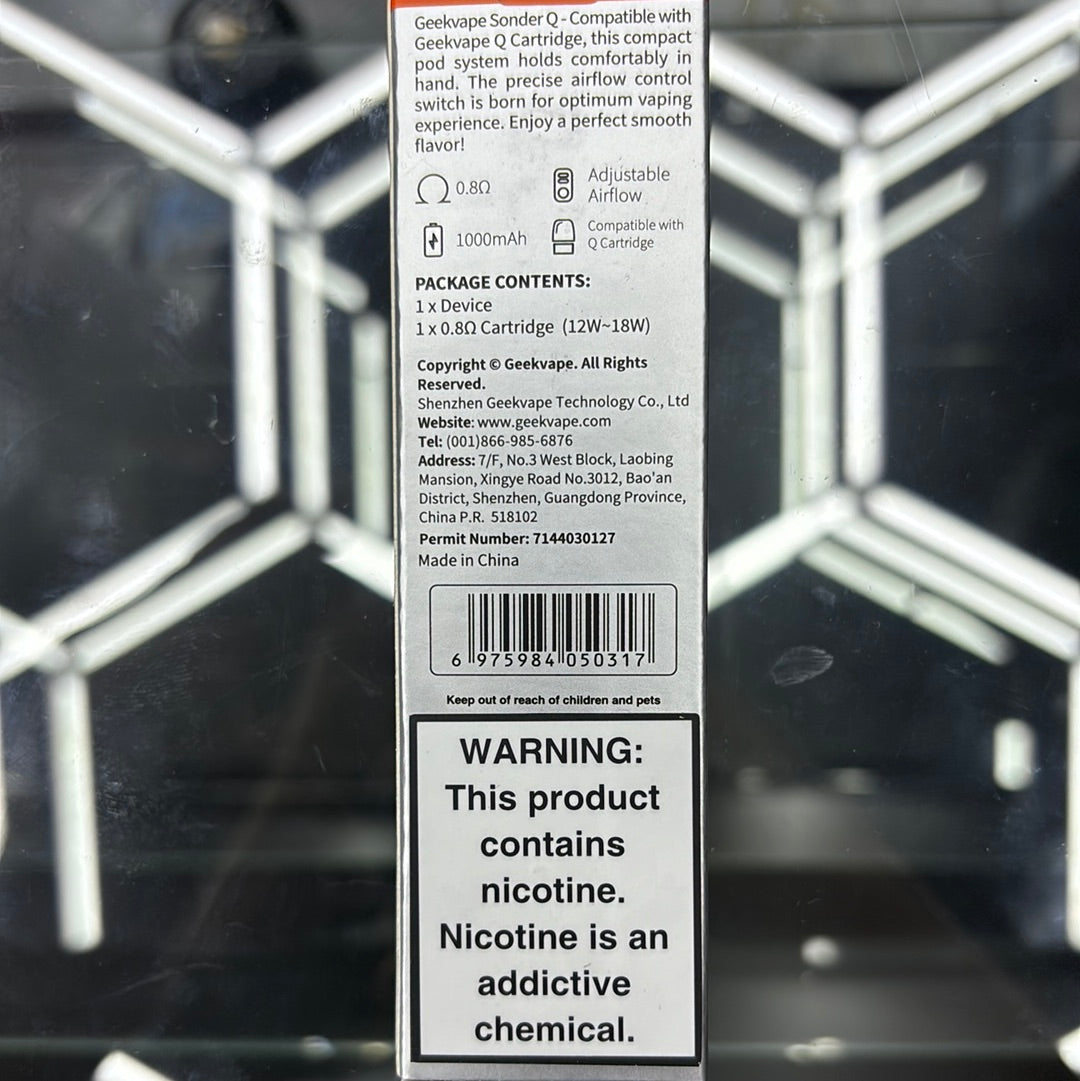 Geekvape Sonder Q - Compatible with
Geekvape Q Cartridge, this compact
pod system holds comfortably in
hand. The precise airflow control
switch is born for optimum vaping
experience. Enjoy a perfect smooth
flavor!
0.8Ω
Adjustable
Airflow
1000mAh
Compatible with
Q Cartridge
PACKAGE CONTENTS:
1 x Device
1 x 0.8Ω Cartridge (12W~18W)
Copyright © Geekvape. All Rights
Reserved.
Shenzhen Geekvape Technology Co., Ltd
Website: www.geekvape.com
Tel: (001)866-985-6876
Address: 7/F, No.3 West Block, Laobing
Mansion, Xingye Road No.3012, Bao'an
District, Shenzhen, Guangdong Province,
China P.R. 518102
Permit Number: 7144030127
Made in China
6 975984 050317
Keep out of reach of children and pets
WARNING:
This product
contains
nicotine.
Nicotine is an
addictive
chemical.